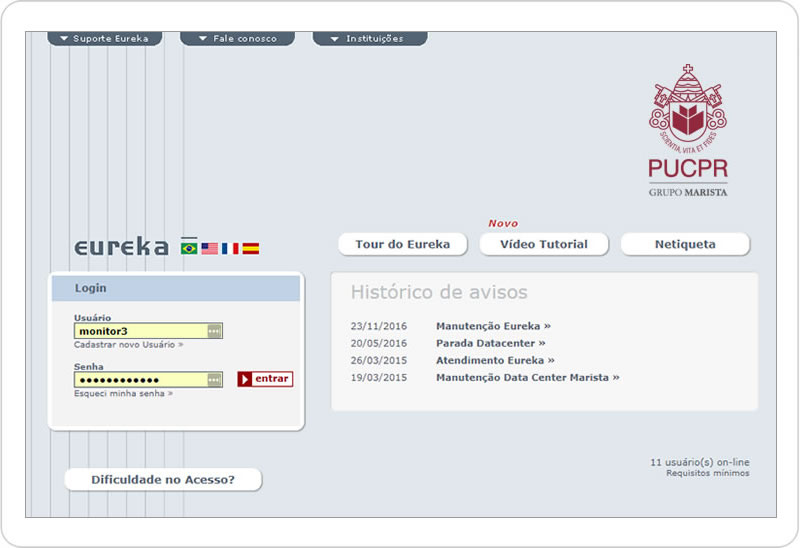 Suporte Eureka
Fale conosco
Instituições
SCIENTIA, VITA ET FIDES
PUCPR
GRUPO MARISTA
eureka
Novo
Tour do Eureka
Vídeo Tutorial
Netiqueta
Login
Usuário
monitor3
Cadastrar novo Usuário »
Senha
••••••••••••
entrar
Esqueci minha senha »
Histórico de avisos
23/11/2016 Manutenção Eureka »
20/05/2016 Parada Datacenter »
26/03/2015 Atendimento Eureka »
19/03/2015 Manutenção Data Center Marista »
Dificuldade no Acesso?
11 usuário(s) on-line
Requisitos mínimos